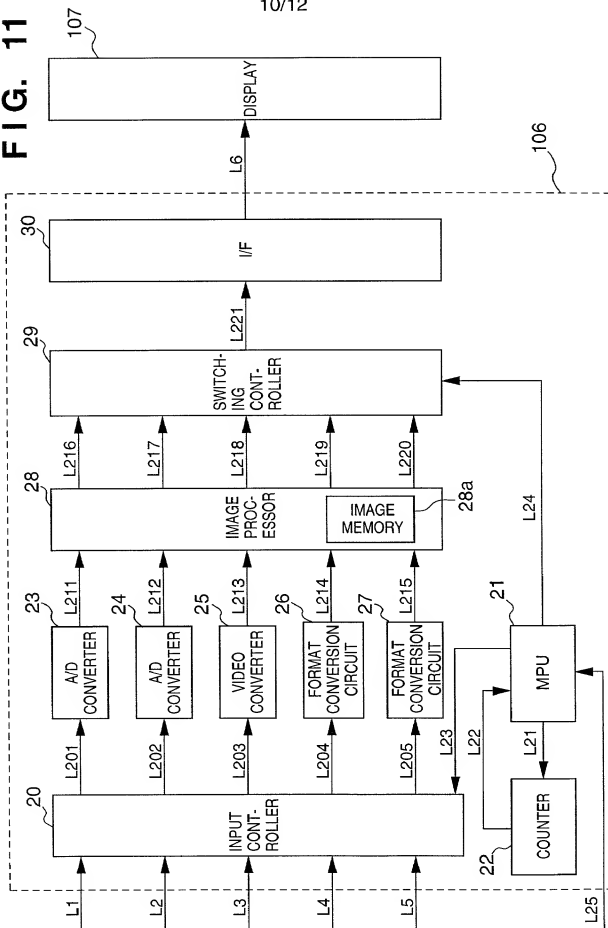 10/12
FIG. 11
107
DISPLAY
L6
106
30
I/F
L221
29
SWITCH-
ING
CONT-
ROLLER
L216
L217
L218
L219
L220
28
IMAGE
PROC-
ESSOR
IMAGE
MEMORY
28a
L24
L211
L212
L213
L214
L215
23
A/D
CONVERTER
24
A/D
CONVERTER
25
VIDEO
CONVERTER
26
FORMAT
CONVERSION
CIRCUIT
27
FORMAT
CONVERSION
CIRCUIT
21
MPU
L201
L202
L203
L204
L205
L23
L22
L21
20
INPUT
CONT-
ROLLER
22
COUNTER
L1
L2
L3
L4
L5
L25